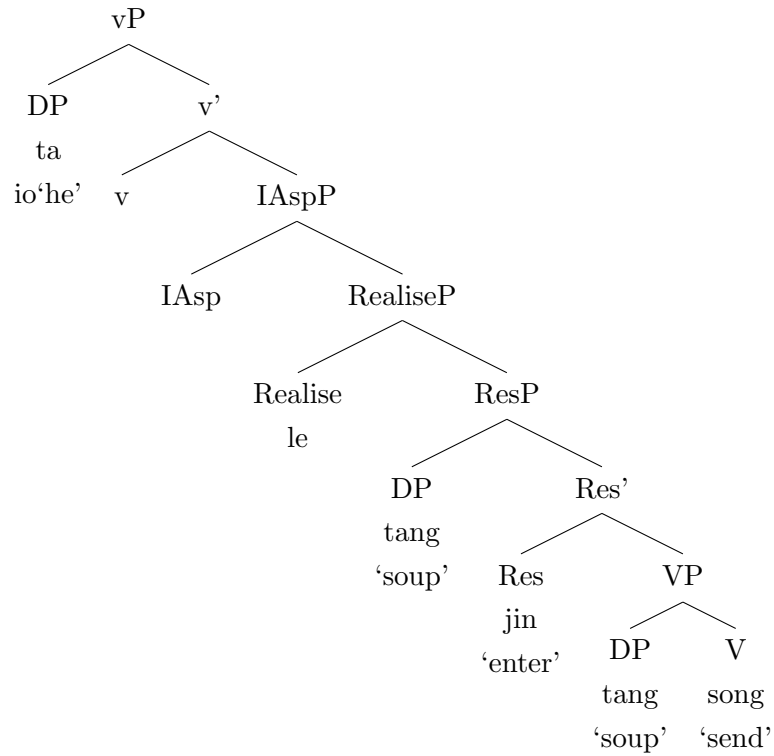 vP
DP v’
ta
io‘he’ v IAspP
IAsp RealiseP
Realise ResP
le
DP Res’
tang
‘soup’ Res VP
jin
‘enter’ DP V
tang song
‘soup’ ‘send’